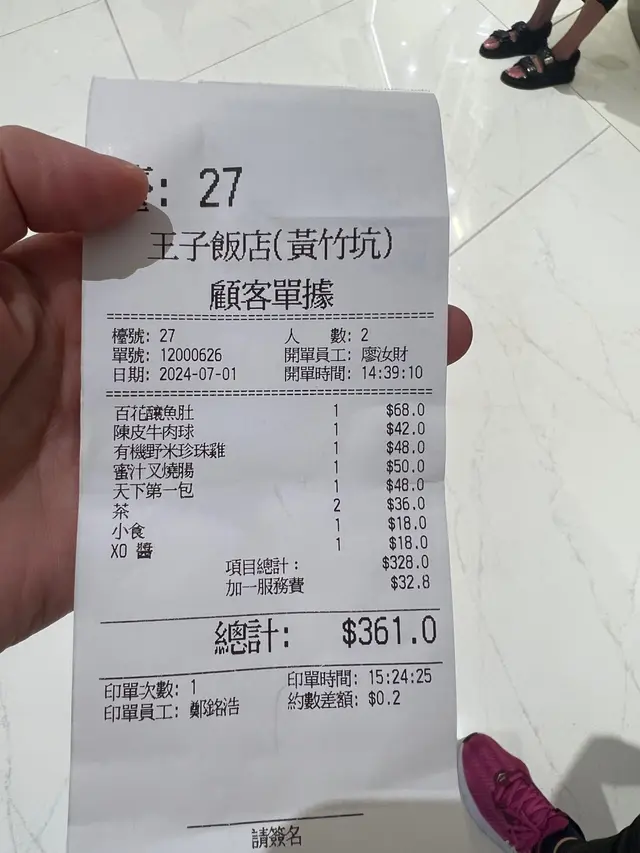 : 27
王子飯店(黃竹坑)
顧客單據
檯號: 27 人 數: 2
單號: 12000626 開單員工: 廖汝財
日期: 2024-07-01 開單時間: 14:39:10
百花釀魚肚 1 $68.0
陳皮牛肉球 1 $42.0
有機野米珍珠雞 1 $48.0
蜜汁叉燒腸 1 $50.0
天下第一包 1 $48.0
茶 2 $36.0
小食 1 $18.0
XO 醬 1 $18.0
項目總計: $328.0
加一服務費 $32.8
總計: $361.0
印單次數: 1 印單時間: 15:24:25
印單員工: 鄭銘浩 約數差額: $0.2
請簽名